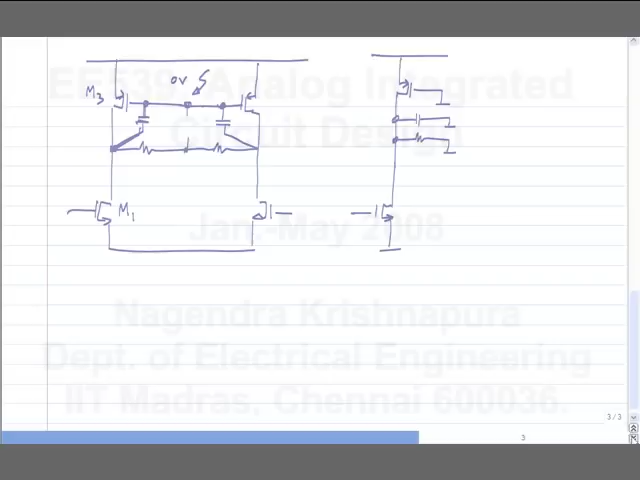 EE539: Analog Integrated
Circuit Design
0V
M3
M1
Jan.-May 2008
Nagendra Krishnapura
Dept. of Electrical Engineering
IIT Madras, Chennai 600036.
3/3
3